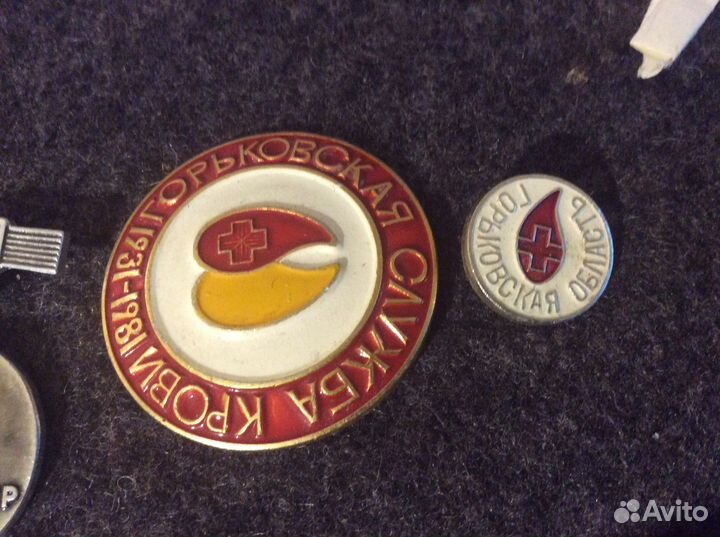 ГОРЬКОВСКАЯ СЛУЖБА КРОВИ 1931-1981
ГОРЬКОВСКАЯ ОБЛАСТЬ
Р
Avito